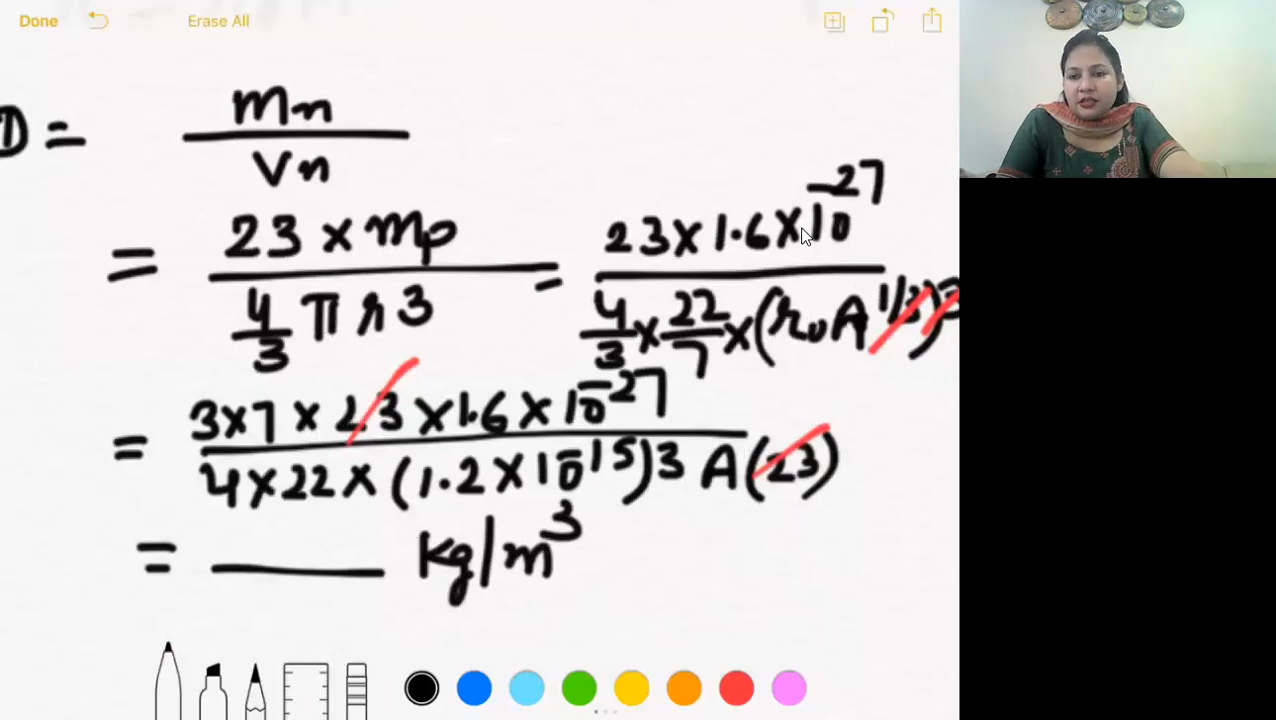 Done Erase All
D = Mn / Vn
= 23 × mp / 4/3 π r3 = 23 × 1.6 × 10^-27 / 4/3 × 22/7 × (r0 A^1/3)^3
= 3×7 × 23 × 1.6 × 10^-27 / 4×22× (1.2 × 10^-15)3 A(23)
= ____ kg/m^3